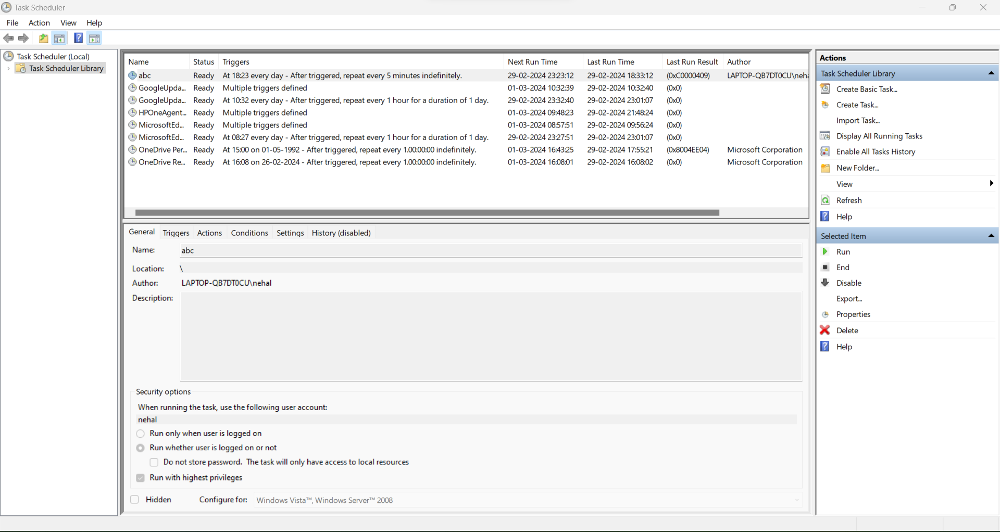 Task Scheduler
File Action View Help
Task Scheduler (Local)
Task Scheduler Library
Name Status Triggers Next Run Time Last Run Time Last Run Result Author
abc Ready At 18:23 every day - After triggered, repeat every 5 minutes indefinitely. 29-02-2024 23:23:12 29-02-2024 18:33:12 (0xC0000409) LAPTOP-QB7DT0CU\neha
GoogleUpda... Ready Multiple triggers defined 01-03-2024 10:32:39 29-02-2024 10:32:40 (0x0)
GoogleUpda... Ready At 10:32 every day - After triggered, repeat every 1 hour for a duration of 1 day. 29-02-2024 23:32:40 29-02-2024 23:01:07 (0x0)
HPOneAgent... Ready Multiple triggers defined 01-03-2024 09:48:23 29-02-2024 21:48:24 (0x0)
MicrosoftEd... Ready Multiple triggers defined 01-03-2024 08:57:51 29-02-2024 09:56:24 (0x0)
MicrosoftEd... Ready At 08:27 every day - After triggered, repeat every 1 hour for a duration of 1 day. 29-02-2024 23:27:51 29-02-2024 23:01:07 (0x0)
OneDrive Per... Ready At 15:00 on 01-05-1992 - After triggered, repeat every 1.00:00:00 indefinitely. 01-03-2024 16:43:25 29-02-2024 17:55:21 (0x8004EE04) Microsoft Corporation
OneDrive Re... Ready At 16:08 on 26-02-2024 - After triggered, repeat every 1.00:00:00 indefinitely. 01-03-2024 16:08:01 29-02-2024 16:08:02 (0x0) Microsoft Corporation
General Triggers Actions Conditions Settings History (disabled)
Name: abc
Location: \
Author: LAPTOP-QB7DT0CU\nehal
Description:
Security options
When running the task, use the following user account:
nehal
Run only when user is logged on
Run whether user is logged on or not
Do not store password. The task will only have access to local resources
Run with highest privileges
Hidden Configure for: Windows Vista™, Windows Server™ 2008
Actions
Task Scheduler Library
Create Basic Task...
Create Task...
Import Task...
Display All Running Tasks
Enable All Tasks History
New Folder...
View
Refresh
Help
Selected Item
Run
End
Disable
Export...
Properties
Delete
Help